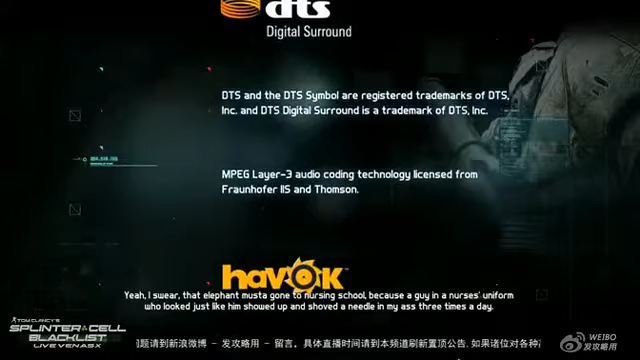 dts
Digital Surround
DTS and the DTS Symbol are registered trademarks of DTS,
Inc. and DTS Digital Surround is a trademark of DTS, Inc.
MPEG Layer-3 audio coding technology licensed from
Fraunhofer IIS and Thomson.
havok™
Yeah, I swear, that elephant musta gone to nursing school, because a guy in a nurses' uniform
who looked just like him showed up and shoved a needle in my ass three times a day.
TOM CLANCY'S
SPLINTER CELL
BLACKLIST
LIVE VENASX
问题请到新浪微博 - 发攻略用 - 留言。具体直播时间请到本频道刷新置顶公告. 如果诸位对各种
WEIBO
发攻略用